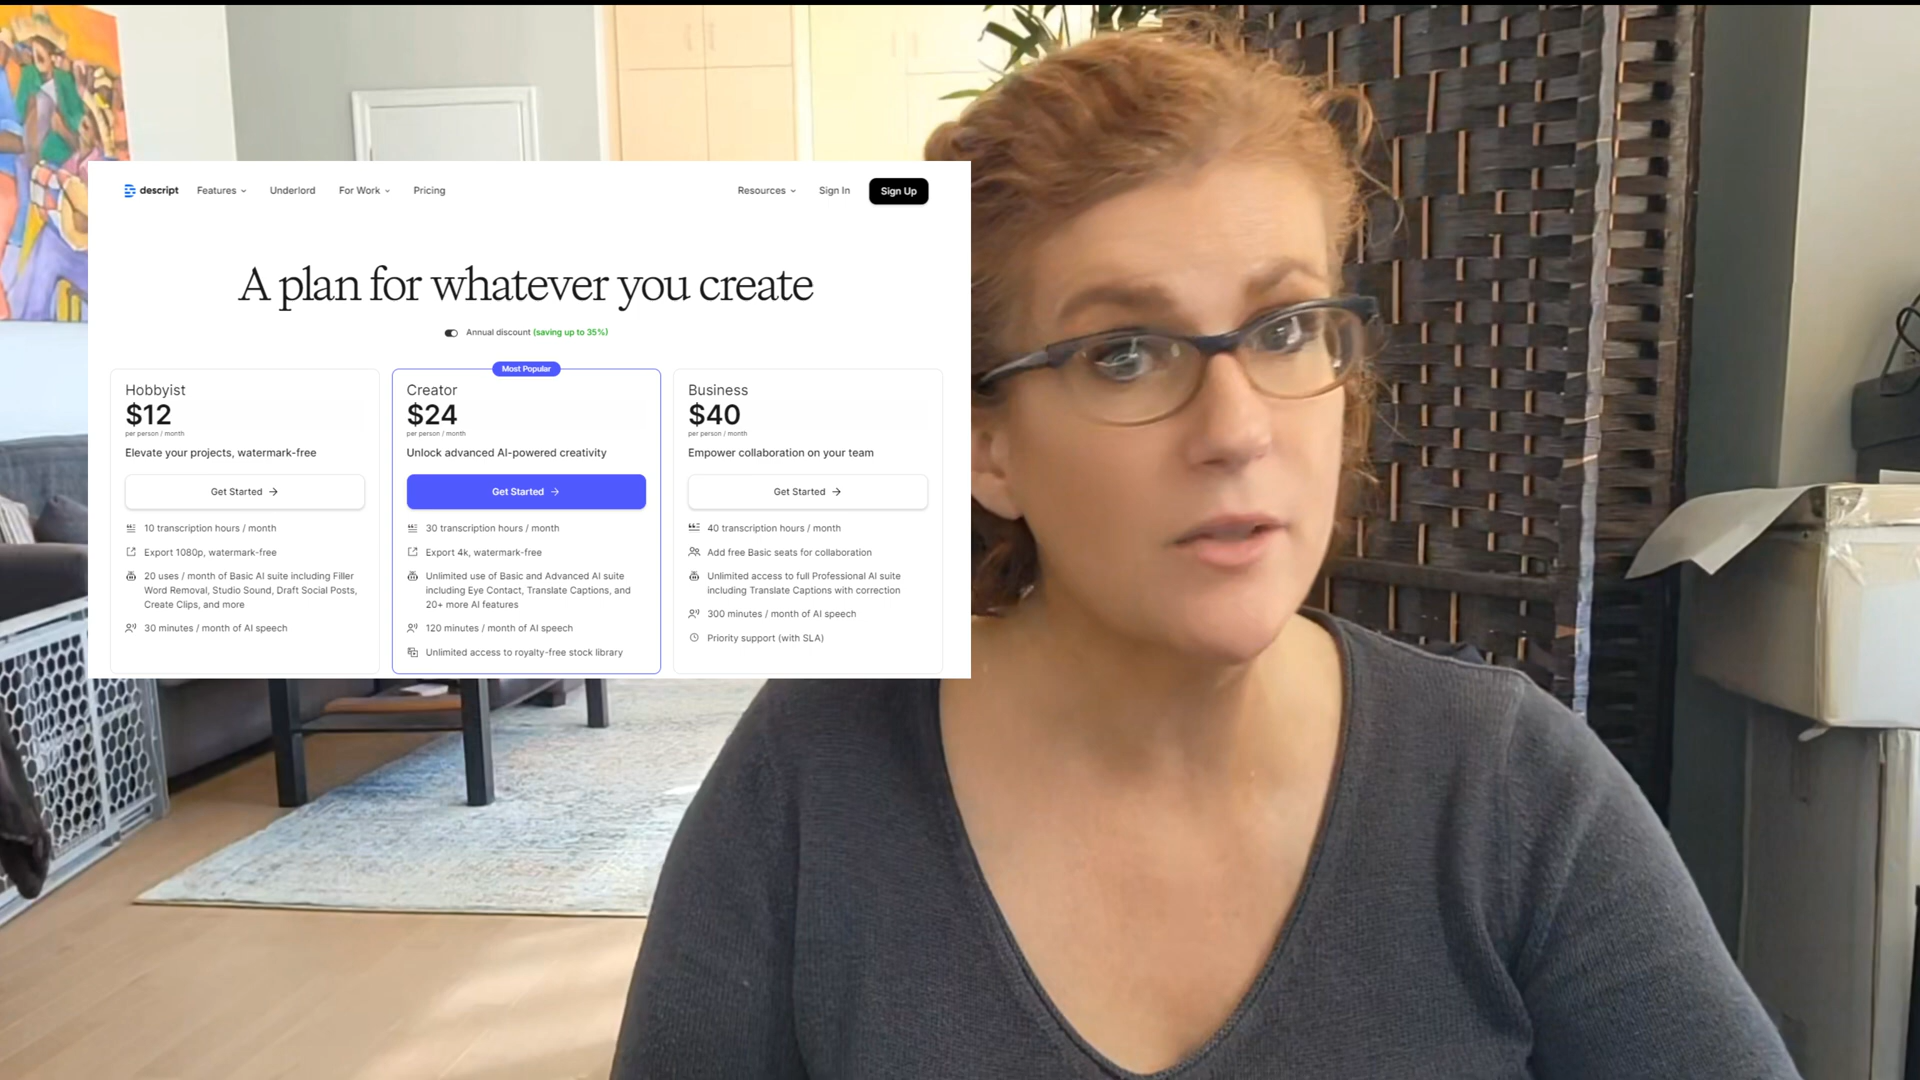 descript Features Underlord For Work Pricing Resources Sign In Sign Up
A plan for whatever you create
Annual discount (saving up to 35%)
Hobbyist
$12
per person / month
Elevate your projects, watermark-free
Get Started
10 transcription hours / month
Export 1080p, watermark-free
20 uses / month of Basic AI suite including Filler
Word Removal, Studio Sound, Draft Social Posts,
Create Clips, and more
30 minutes / month of AI speech
Most Popular
Creator
$24
per person / month
Unlock advanced AI-powered creativity
Get Started
30 transcription hours / month
Export 4k, watermark-free
Unlimited use of Basic and Advanced AI suite
including Eye Contact, Translate Captions, and
20+ more AI features
120 minutes / month of AI speech
Unlimited access to royalty-free stock library
Business
$40
per person / month
Empower collaboration on your team
Get Started
40 transcription hours / month
Add free Basic seats for collaboration
Unlimited access to full Professional AI suite
including Translate Captions with correction
300 minutes / month of AI speech
Priority support (with SLA)